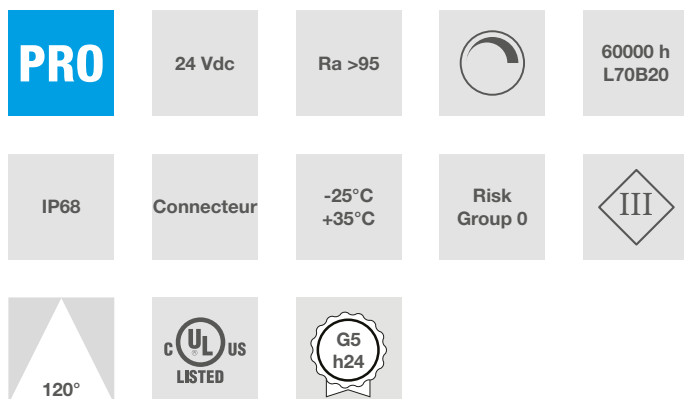 PRO
24 Vdc
Ra >95
60000 h
L70B20
IP68
Connecteur
-25°C
+35°C
Risk
Group 0
III
120°
C UL US
®
LISTED
G5
h24